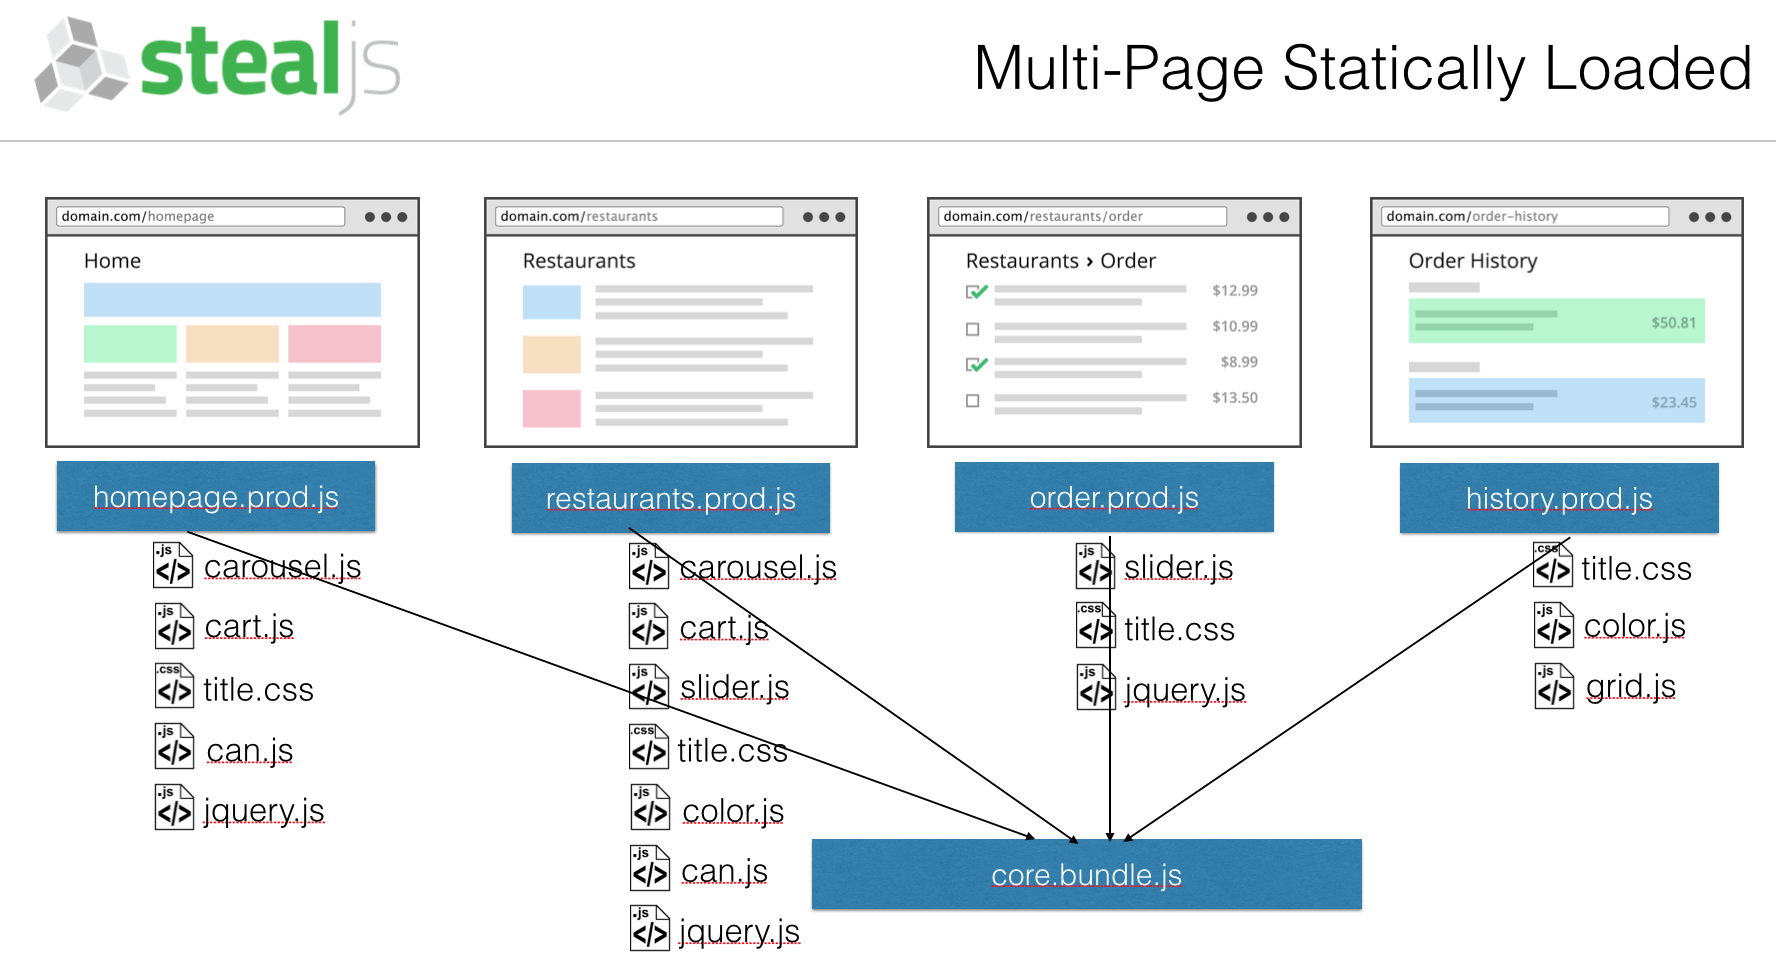 stealjs
Multi-Page Statically Loaded
domain.com/homepage
Home
homepage.prod.js
.js </> carousel.js
.js </> cart.js
.css </> title.css
.js </> can.js
.js </> jquery.js
domain.com/restaurants
Restaurants
restaurants.prod.js
.js </> carousel.js
.js </> cart.js
.js </> slider.js
.css </> title.css
.js </> color.js
.js </> can.js
.js </> jquery.js
domain.com/restaurants/order
Restaurants › Order
$12.99
$10.99
$8.99
$13.50
order.prod.js
.js </> slider.js
.css </> title.css
.js </> jquery.js
domain.com/order-history
Order History
$50.81
$23.45
history.prod.js
.css </> title.css
.js </> color.js
.js </> grid.js
core.bundle.js